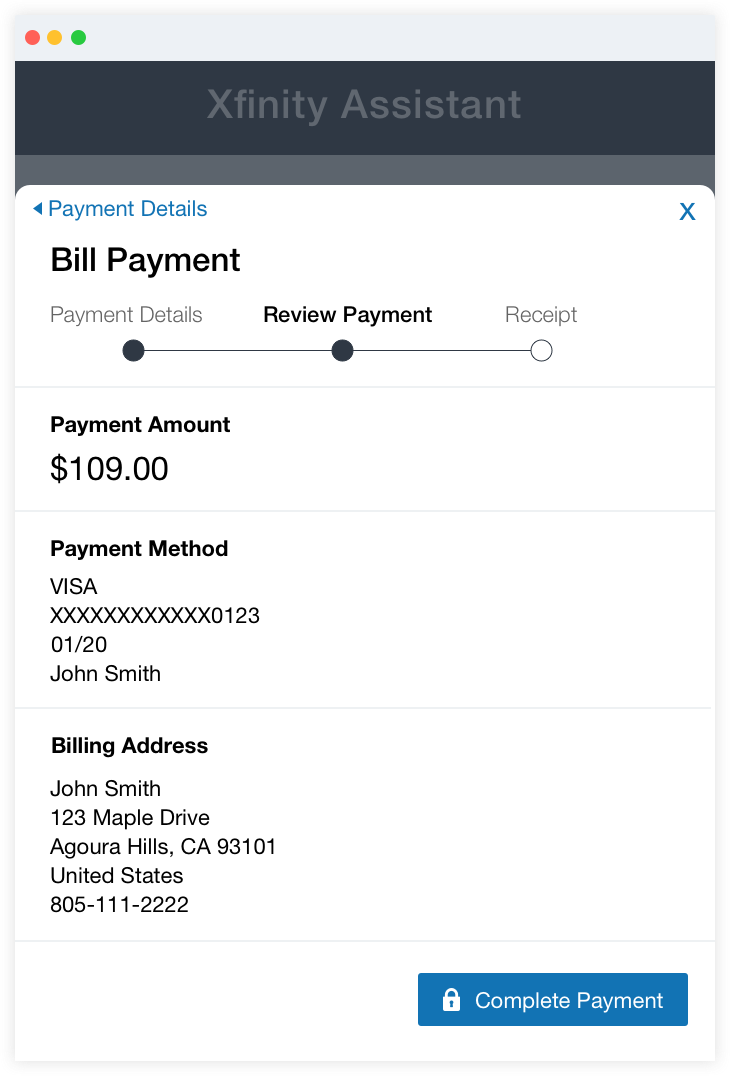 Xfinity Assistant
Payment Details
X
Bill Payment
Payment Details Review Payment Receipt
Payment Amount
$109.00
Payment Method
VISA
XXXXXXXXXXXX0123
01/20
John Smith
Billing Address
John Smith
123 Maple Drive
Agoura Hills, CA 93101
United States
805-111-2222
Complete Payment